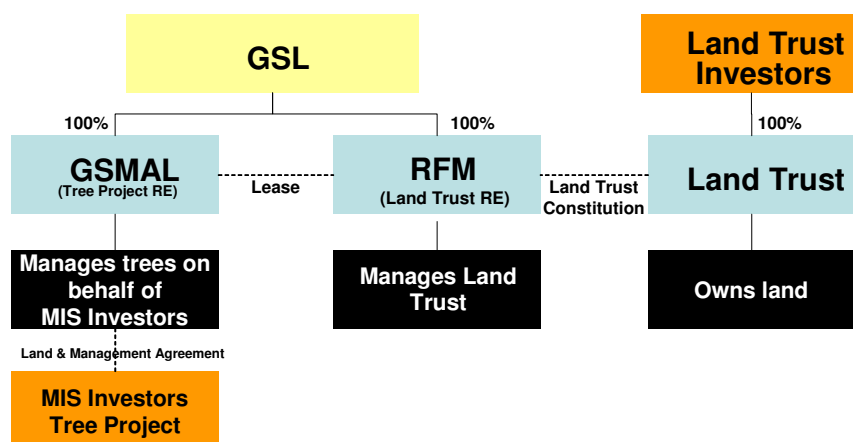 GSL
Land Trust
Investors
100%
100%
100%
GSMAL
(Tree Project RE)
Lease
RFM
(Land Trust RE)
Land Trust
Constitution
Land Trust
Manages trees on
behalf of
MIS Investors
Manages Land
Trust
Owns land
Land & Management Agreement
MIS Investors
Tree Project